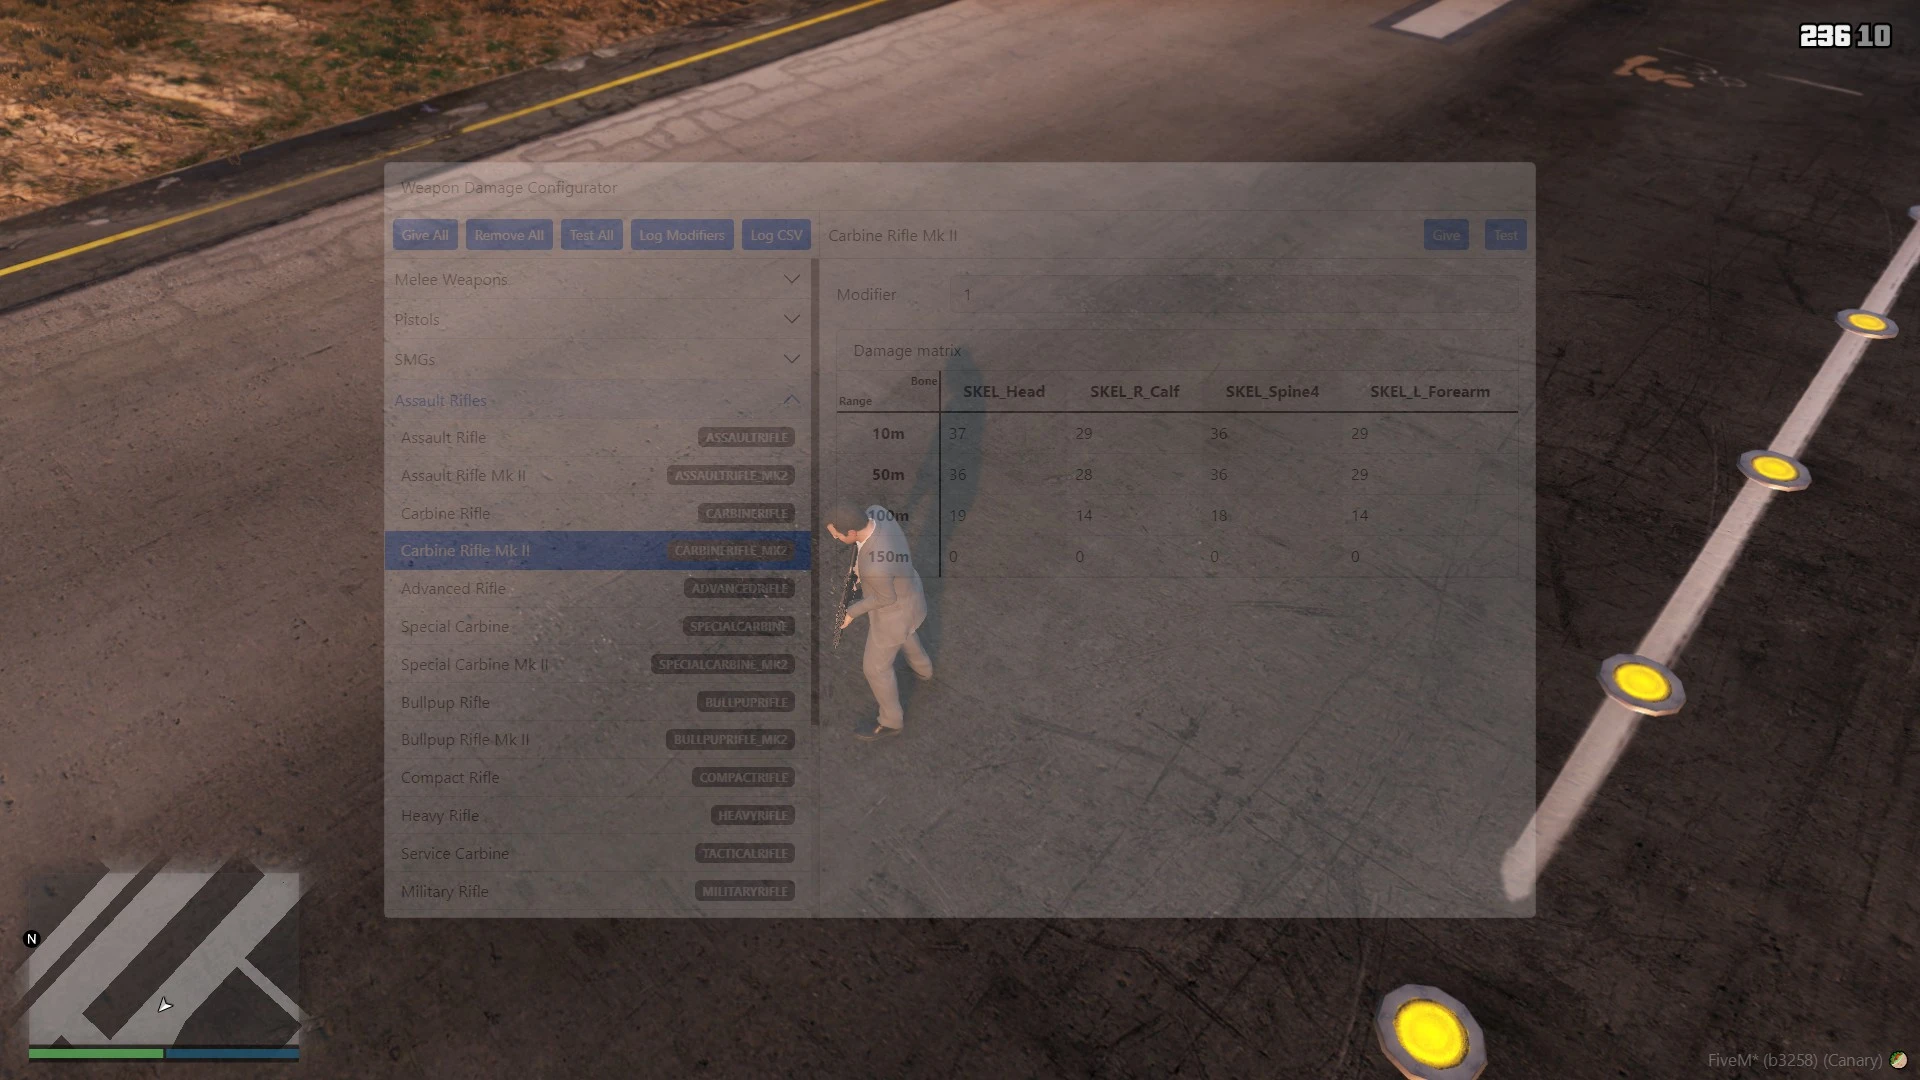 236 10
Weapon Damage Configurator
Give All Remove All Test All Log Modifiers Log CSV
Carbine Rifle Mk II
Give Test
Melee Weapons
Pistols
SMGs
Assault Rifles
Assault Rifle ASSAULTRIFLE
Assault Rifle Mk II ASSAULTRIFLE_MK2
Carbine Rifle CARBINERIFLE
Carbine Rifle Mk II CARBINERIFLE_MK2
Advanced Rifle ADVANCEDRIFLE
Special Carbine SPECIALCARBINE
Special Carbine Mk II SPECIALCARBINE_MK2
Bullpup Rifle BULLPUPRIFLE
Bullpup Rifle Mk II BULLPUPRIFLE_MK2
Compact Rifle COMPACTRIFLE
Heavy Rifle HEAVYRIFLE
Service Carbine TACTICALRIFLE
Military Rifle MILITARYRIFLE
Modifier 1
Damage matrix
Bone
Range
SKEL_Head SKEL_R_Calf SKEL_Spine4 SKEL_L_Forearm
10m 37 29 36 29
50m 36 28 36 29
100m 19 14 18 14
150m 0 0 0 0
N
FiveM* (b3258) (Canary)